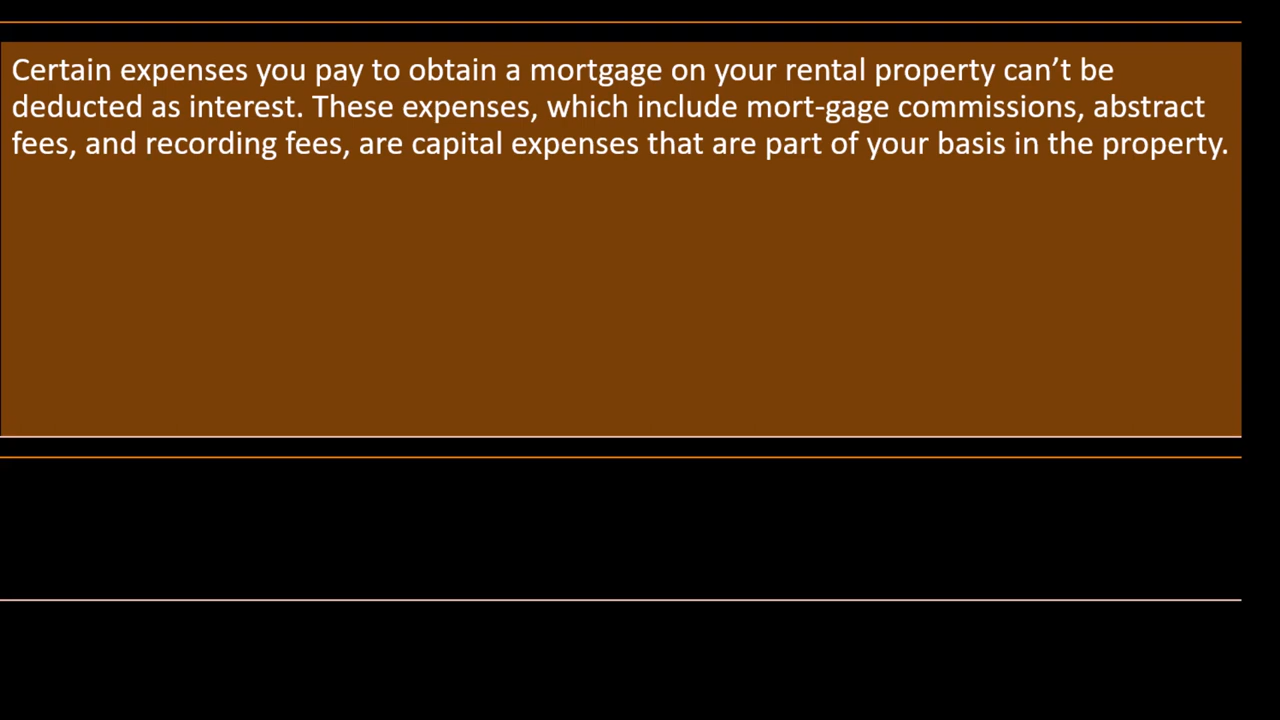 Certain expenses you pay to obtain a mortgage on your rental property can’t be
deducted as interest. These expenses, which include mort-gage commissions, abstract
fees, and recording fees, are capital expenses that are part of your basis in the property.